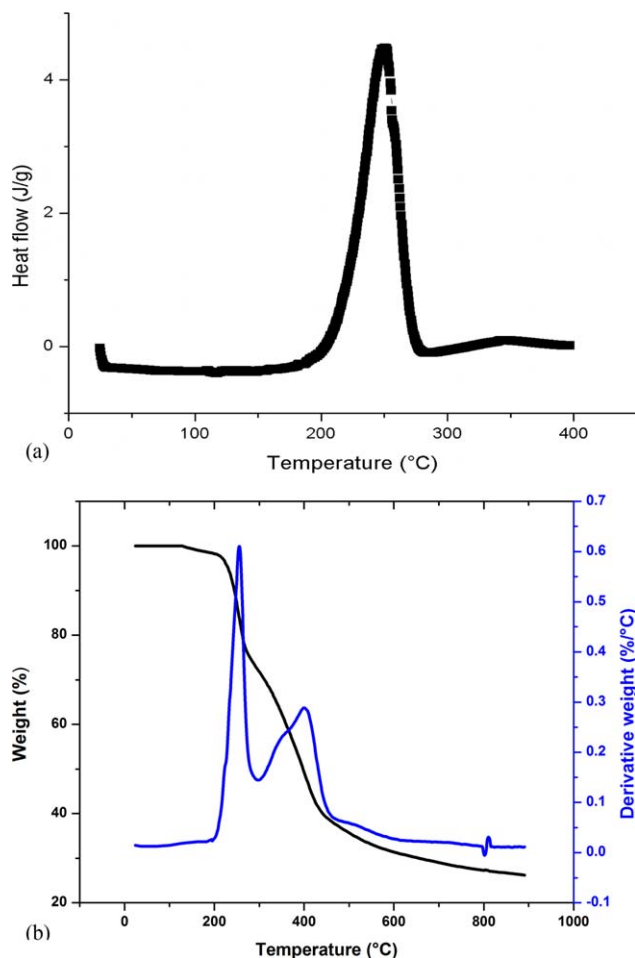 4
2
0
Heat flow (J/g)
0 100 200 300 400
Temperature (°C)
(a)
100
80
60
40
20
Weight (%)
0.7
0.6
0.5
0.4
0.3
0.2
0.1
0.0
-0.1
Derivative weight (%/°C)
0 200 400 600 800 1000
Temperature (°C)
(b)